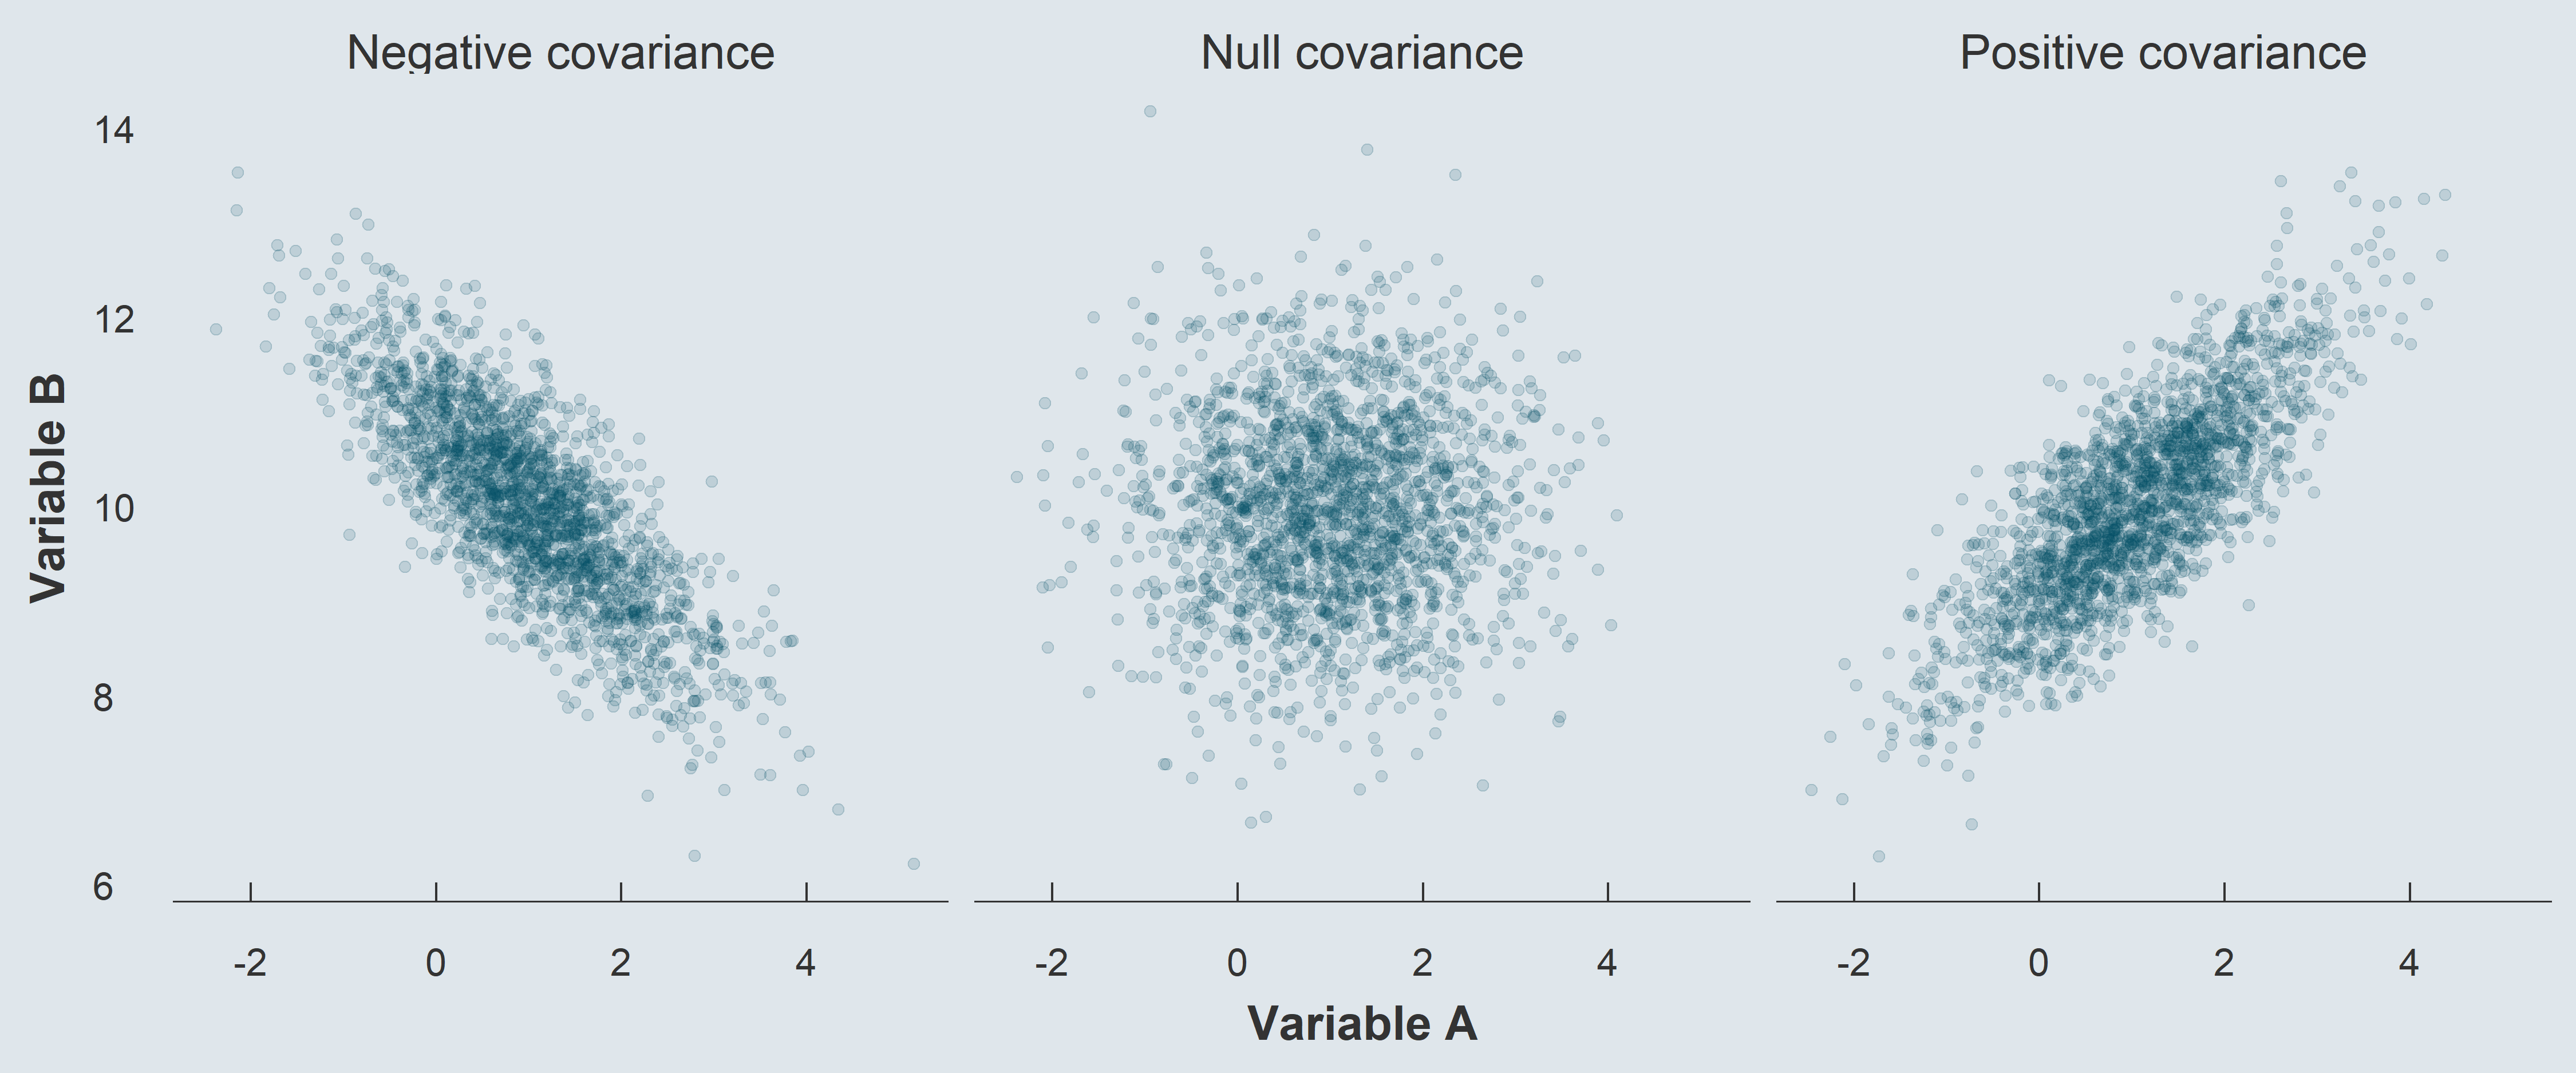 Negative covariance
Null covariance
Positive covariance
Variable B
14
12
10
8
6
-2 0 2 4
-2 0 2 4
-2 0 2 4
Variable A